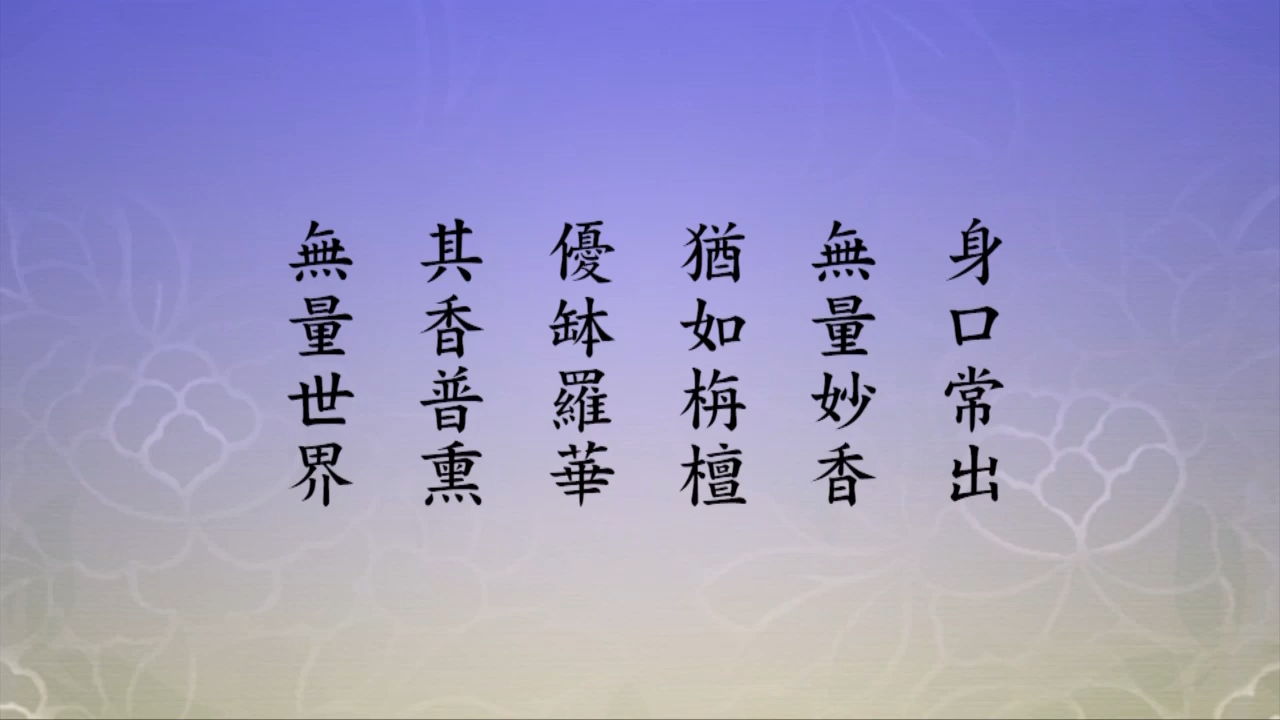 身口常出
無量妙香
猶如栴檀
優缽羅華
其香普熏
無量世界